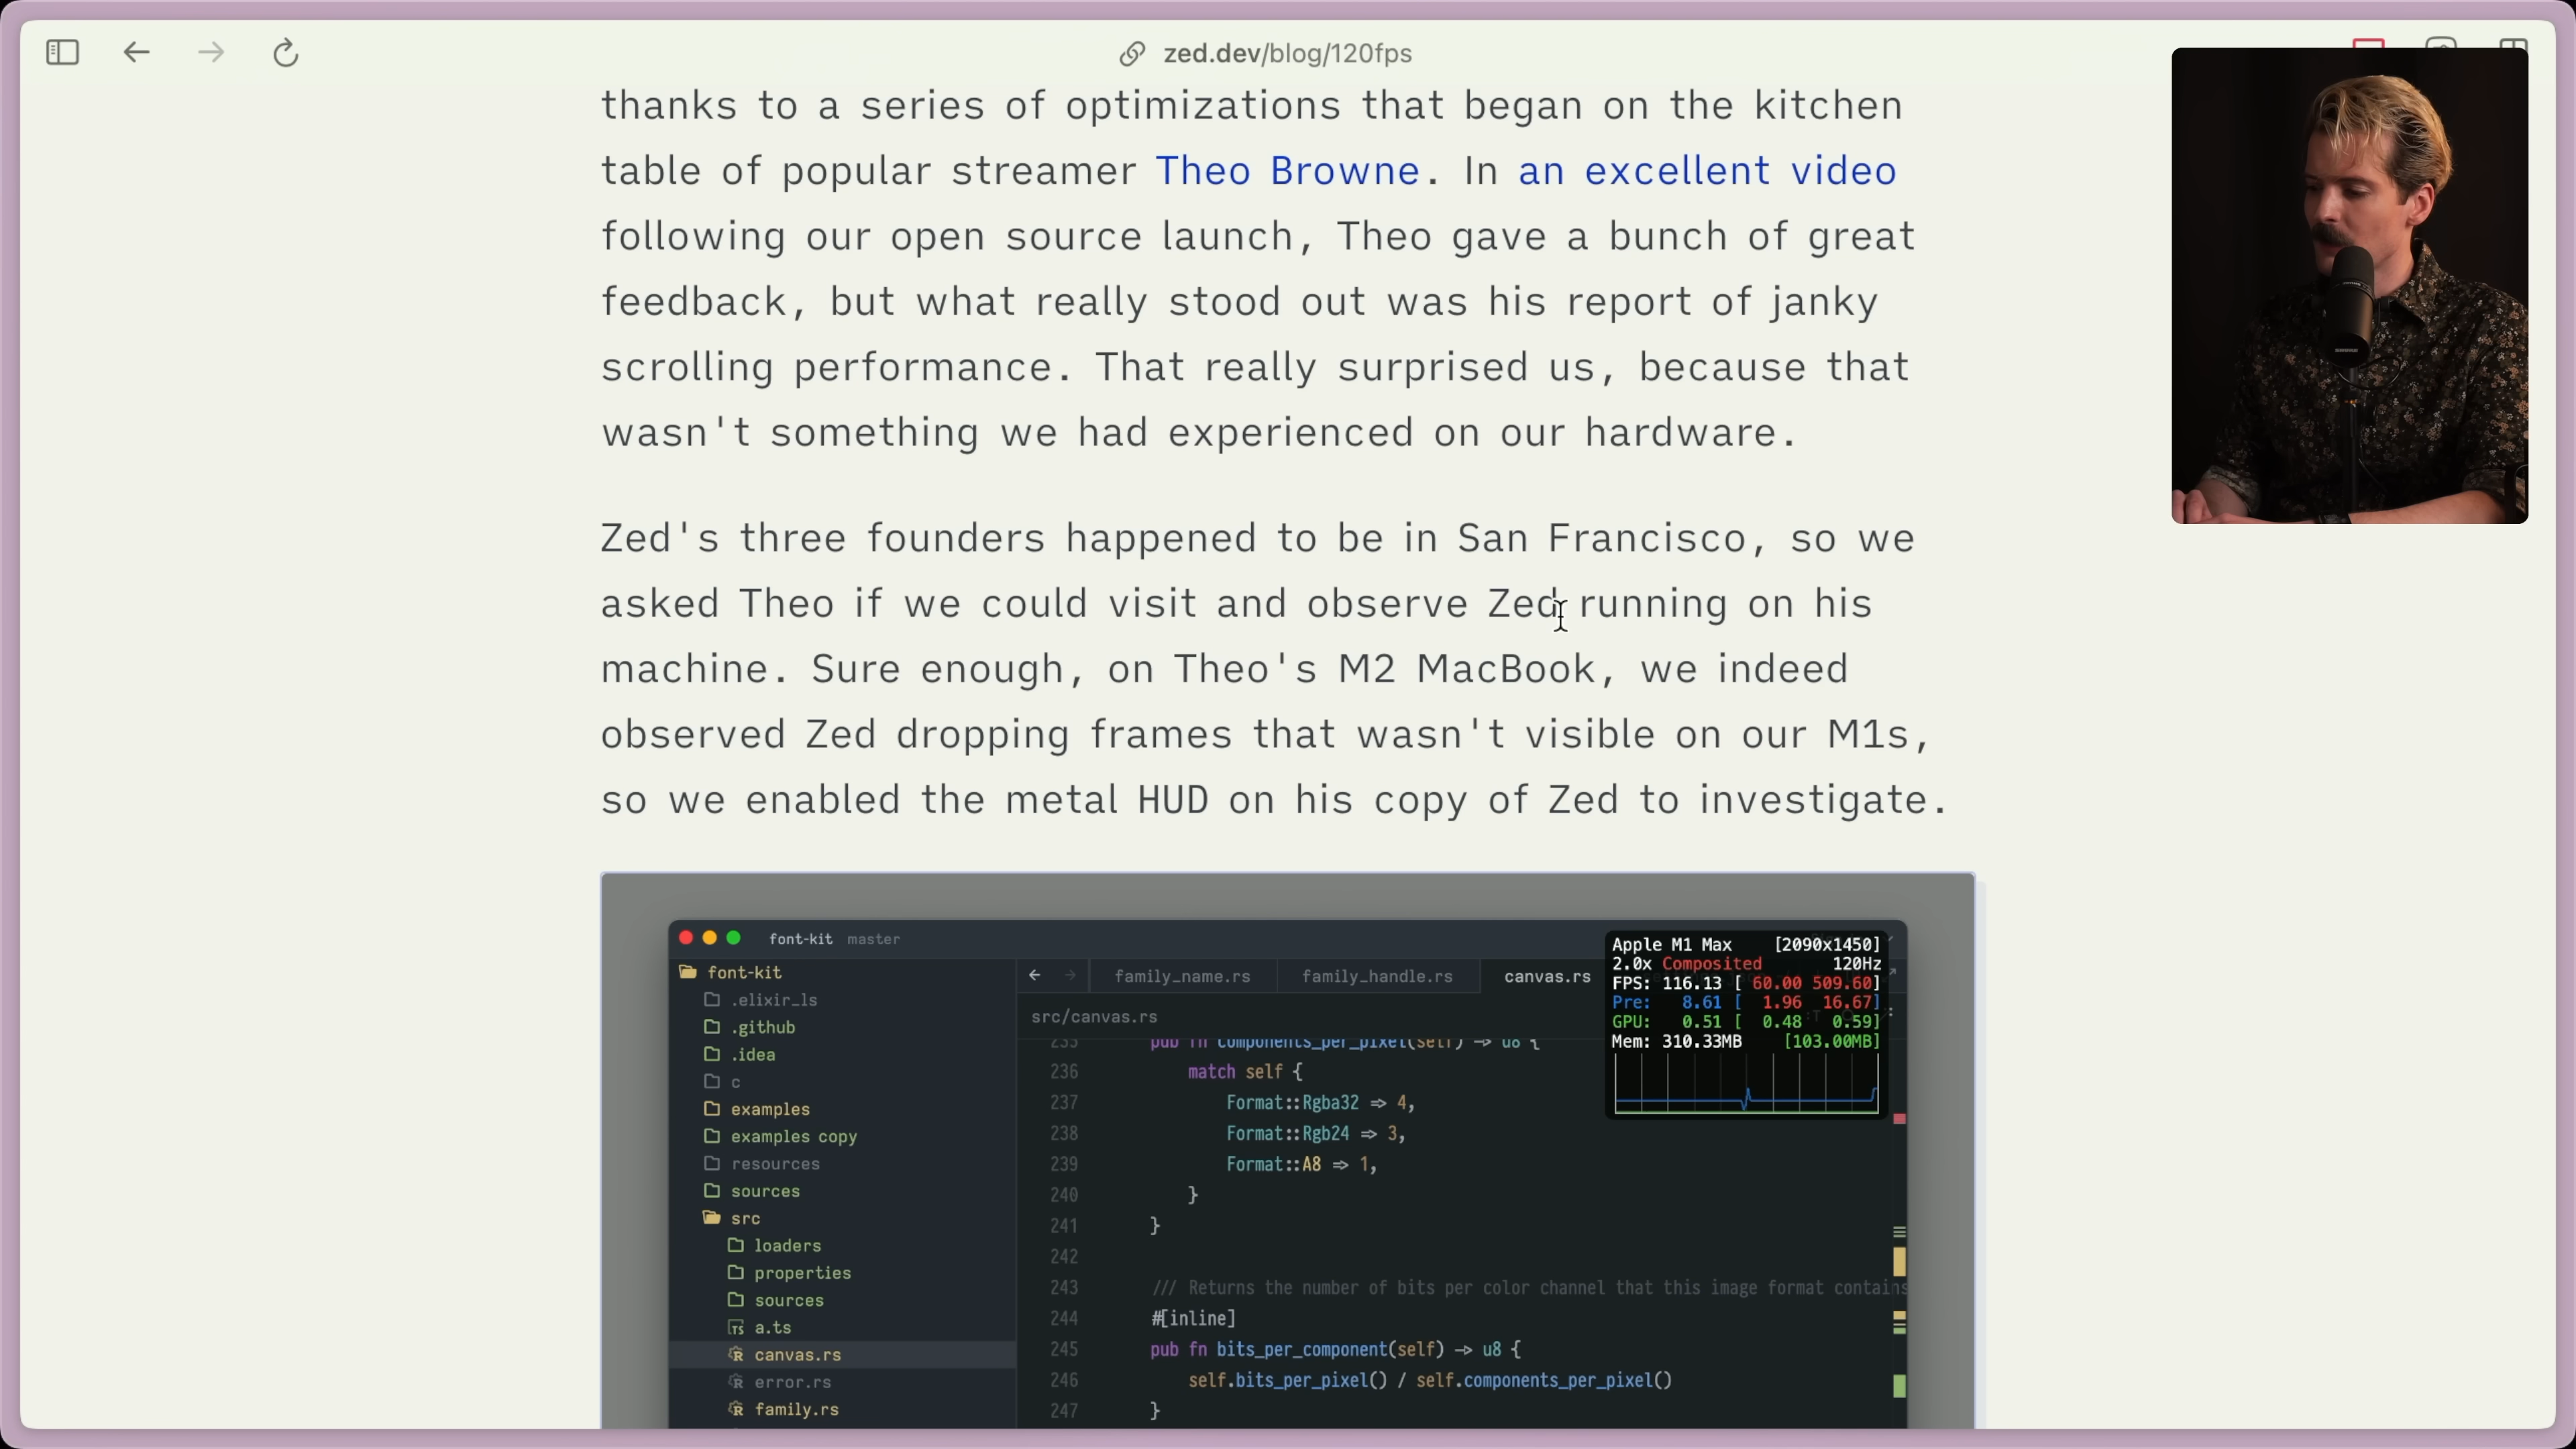 zed.dev/blog/120fps
thanks to a series of optimizations that began on the kitchen
table of popular streamer Theo Browne. In an excellent video
following our open source launch, Theo gave a bunch of great
feedback, but what really stood out was his report of janky
scrolling performance. That really surprised us, because that
wasn't something we had experienced on our hardware.
Zed's three founders happened to be in San Francisco, so we
asked Theo if we could visit and observe Zed running on his
machine. Sure enough, on Theo's M2 MacBook, we indeed
observed Zed dropping frames that wasn't visible on our M1s,
so we enabled the metal HUD on his copy of Zed to investigate.
font-kit master
font-kit
.elixir_ls
.github
.idea
c
examples
examples copy
resources
sources
src
loaders
properties
sources
a.ts
canvas.rs
error.rs
family.rs
family_name.rs family_handle.rs canvas.rs
src/canvas.rs
235 pub fn components_per_pixel(self) -> u8 {
236 match self {
237 Format::Rgba32 => 4,
238 Format::Rgb24 => 3,
239 Format::A8 => 1,
240 }
241 }
242
243 /// Returns the number of bits per color channel that this image format contains
244 #[inline]
245 pub fn bits_per_component(self) -> u8 {
246 self.bits_per_pixel() / self.components_per_pixel()
247 }
Apple M1 Max [2090x1450]
2.0x Composited 120Hz
FPS: 116.13 [ 60.00 509.60]
Pre: 8.61 [ 1.96 16.67]
GPU: 0.51 [ 0.48 0.59]
Mem: 310.33MB [103.00MB]